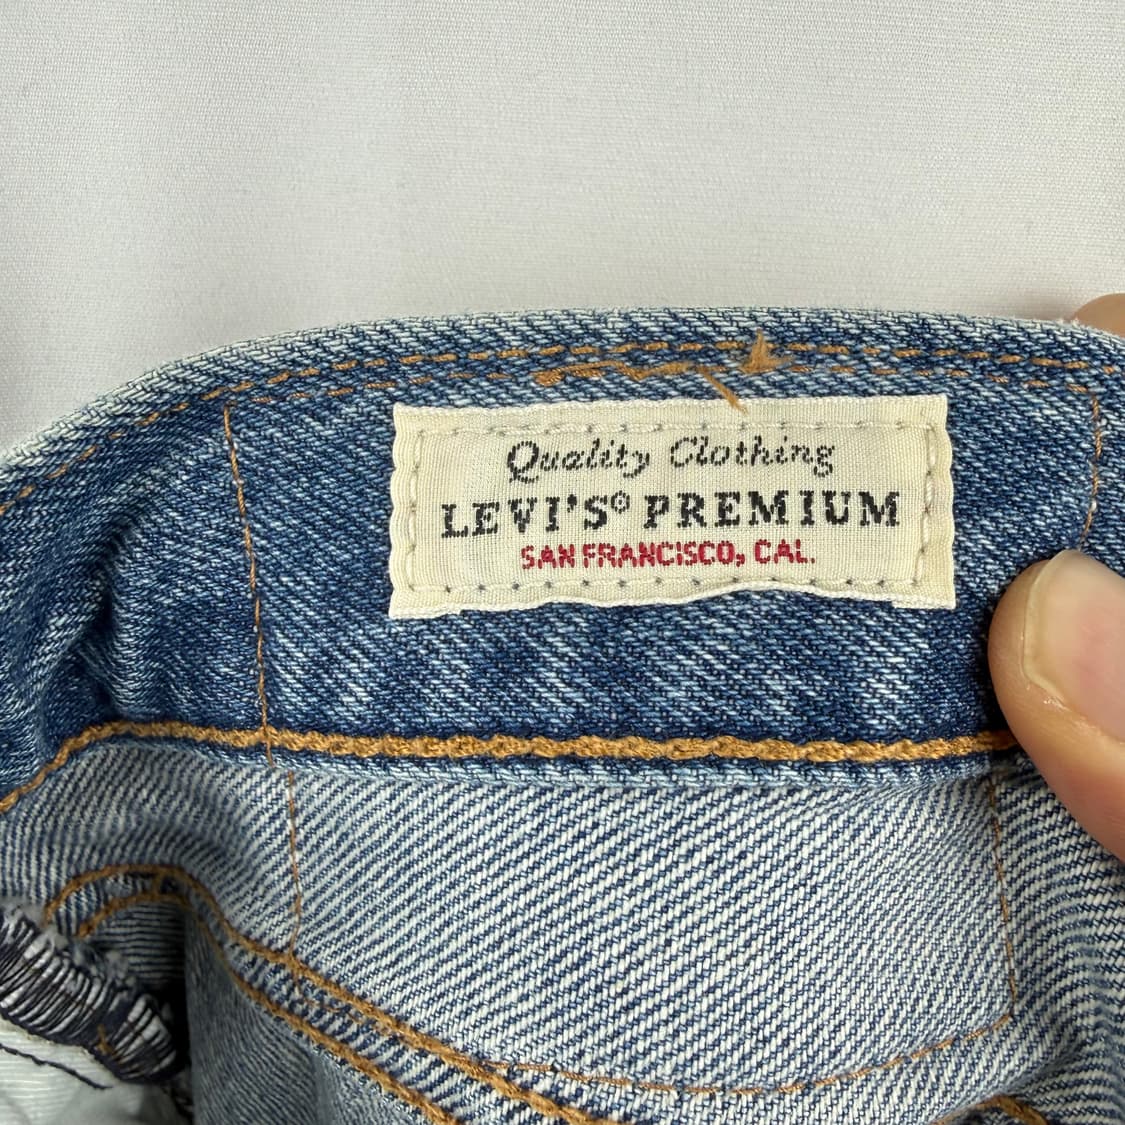 Quality Clothing
LEVI'S® PREMIUM
SAN FRANCISCO, CAL.